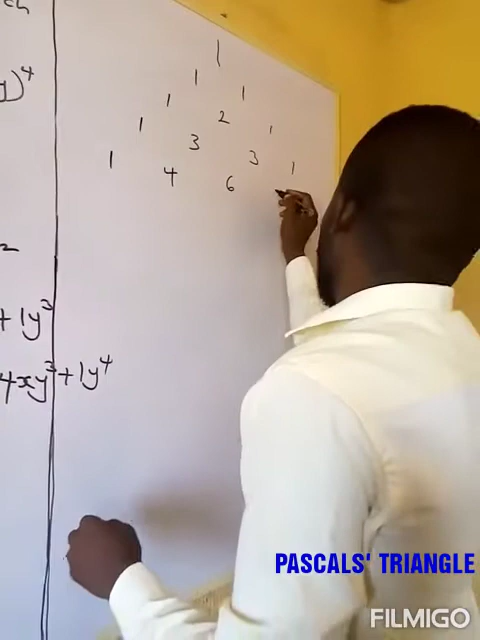 ch
y)⁴
2
+1y³
4xy³+1y⁴
1
1 1
1 2 1
1 3 3 1
1 4 6
PASCALS' TRIANGLE
FILMIGO